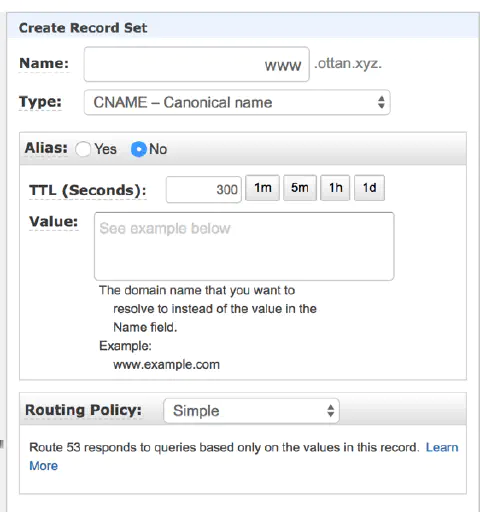 Create Record Set
Name: www .ottan.xyz.
Type: CNAME – Canonical name
Alias: Yes No
TTL (Seconds): 300 1m 5m 1h 1d
Value: See example below
The domain name that you want to
resolve to instead of the value in the
Name field.
Example:
www.example.com
Routing Policy: Simple
Route 53 responds to queries based only on the values in this record. Learn
More